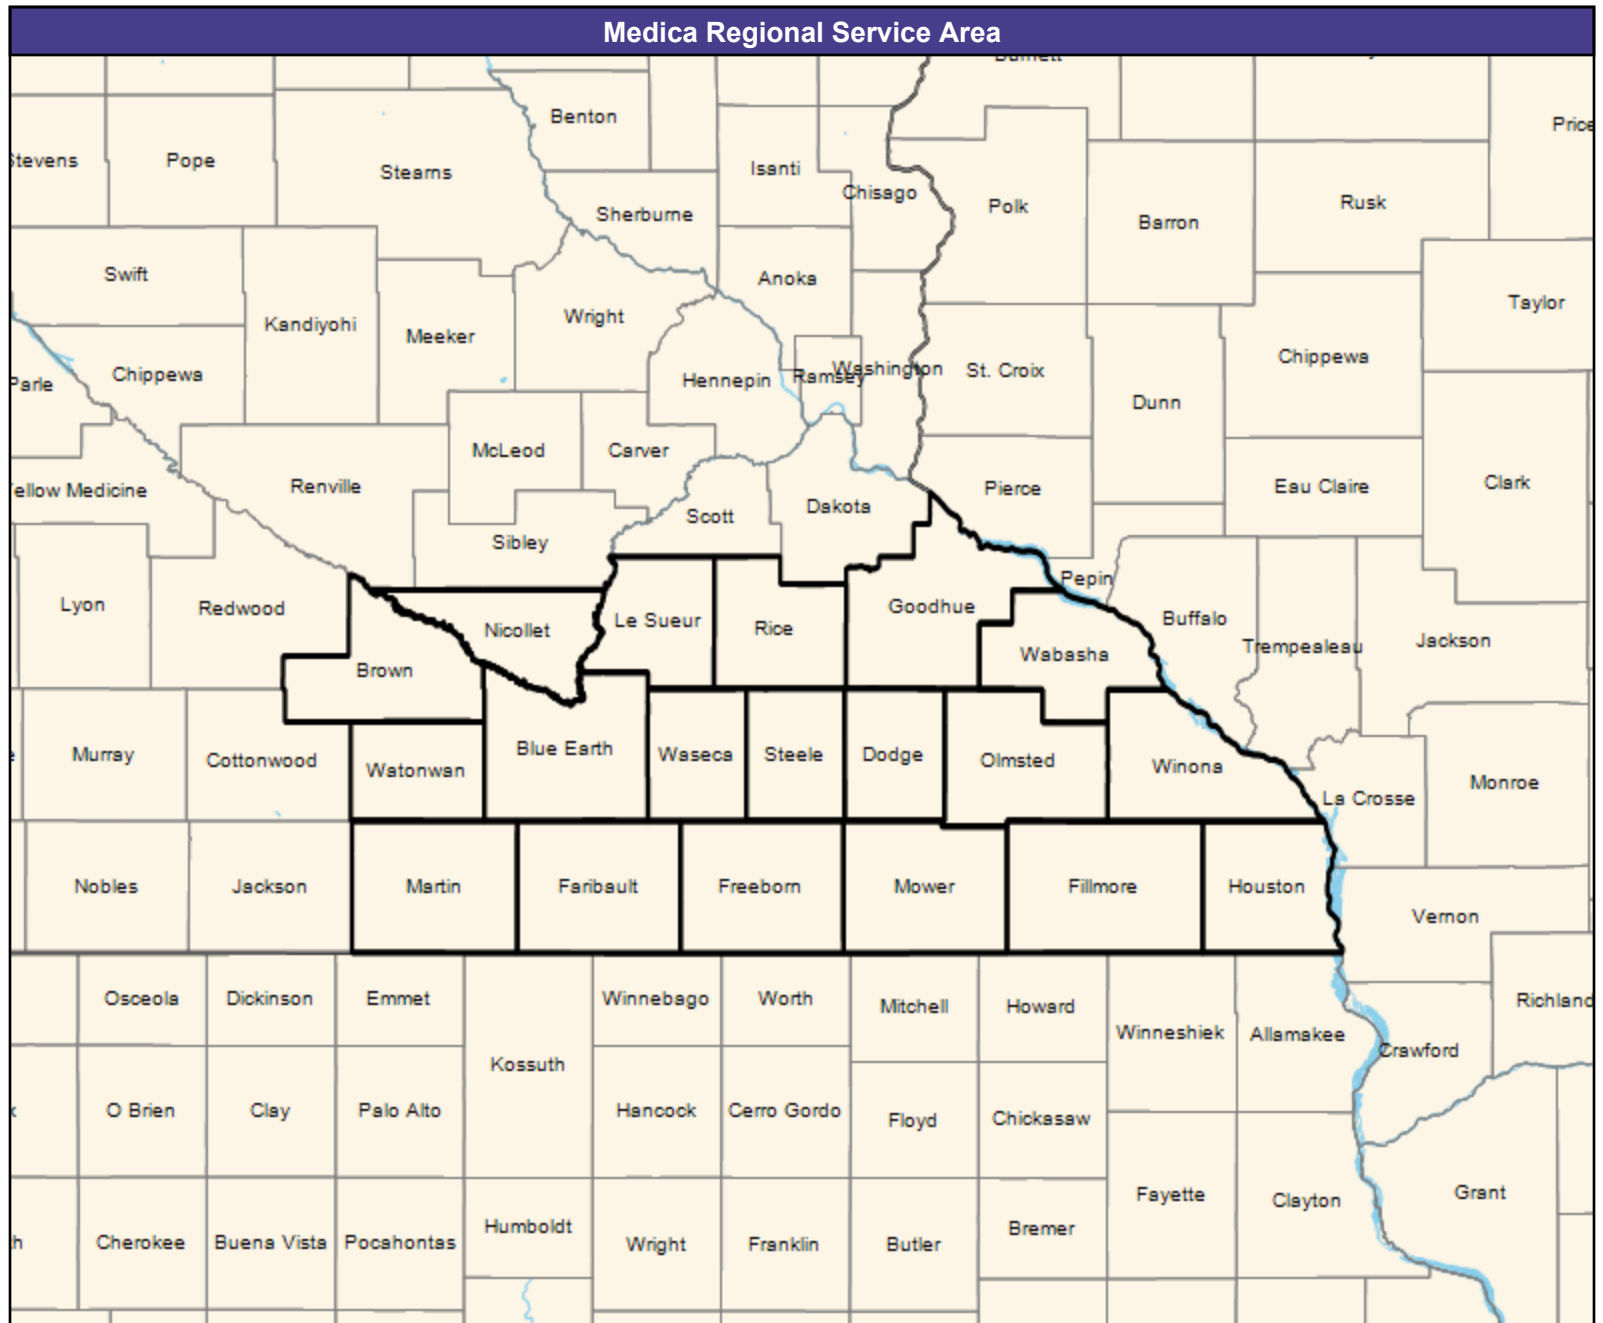 Medica Regional Service Area
Benton
Price
Stevens
Pope
Stearns
Isanti
Chisago
Polk
Barron
Rusk
Sherburne
Swift
Anoka
Taylor
Kandiyohi
Meeker
Wright
Chippewa
Parle
Chippewa
Hennepin
Ramsey
Washington
St. Croix
Dunn
McLeod
Carver
Renville
Yellow Medicine
Scott
Dakota
Pierce
Eau Claire
Clark
Sibley
Pepin
Lyon
Redwood
Nicollet
Le Sueur
Rice
Goodhue
Wabasha
Buffalo
Trempealeau
Jackson
Brown
Murray
Cottonwood
Watonwan
Blue Earth
Waseca
Steele
Dodge
Olmsted
Winona
La Crosse
Monroe
Nobles
Jackson
Martin
Faribault
Freeborn
Mower
Fillmore
Houston
Vernon
Osceola
Dickinson
Emmet
Winnebago
Worth
Mitchell
Howard
Richland
Winneshiek
Allamakee
Crawford
Kossuth
O Brien
Clay
Palo Alto
Hancock
Cerro Gordo
Floyd
Chickasaw
Fayette
Clayton
Grant
Cherokee
Buena Vista
Pocahontas
Humboldt
Wright
Franklin
Butler
Bremer